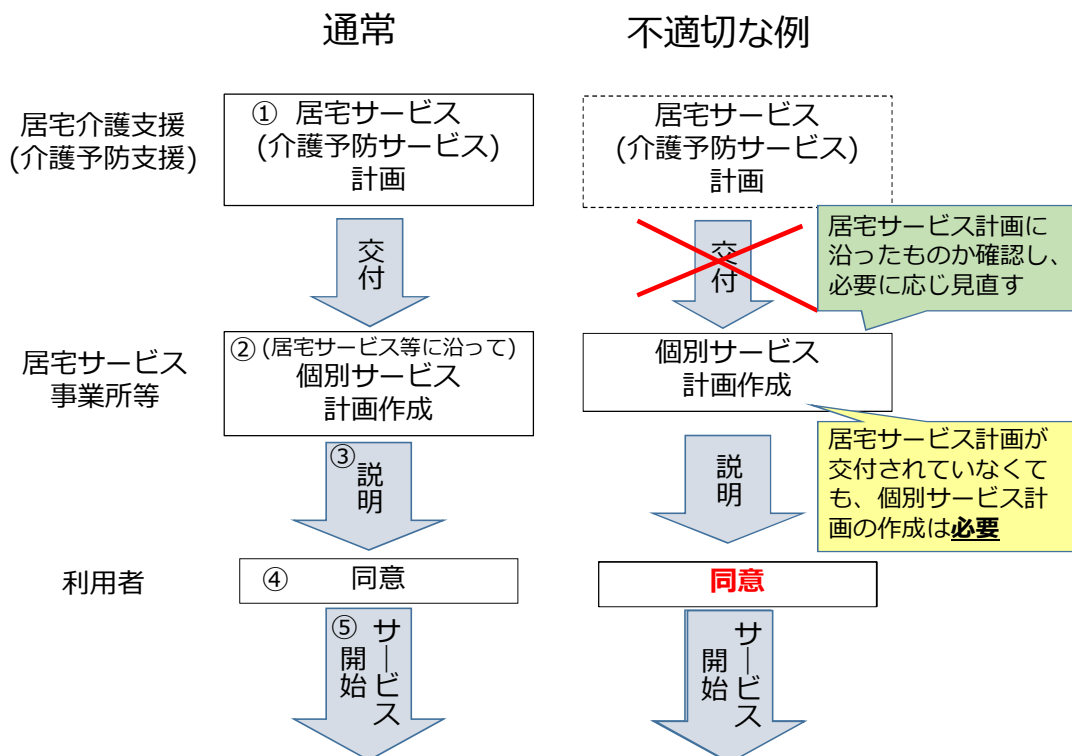 通常
不適切な例
居宅介護支援
(介護予防支援)
① 居宅サービス
(介護予防サービス)
計画
居宅サービス
(介護予防サービス)
計画
交付
交付
居宅サービス計画に
沿ったものか確認し、
必要に応じ見直す
居宅サービス
事業所等
② (居宅サービス等に沿って)
個別サービス
計画作成
個別サービス
計画作成
③
説明
説明
居宅サービス計画が
交付されていなくて
も、個別サービス計
画の作成は必要
利用者
④ 同意
同意
⑤
サービス
開始
サービス
開始